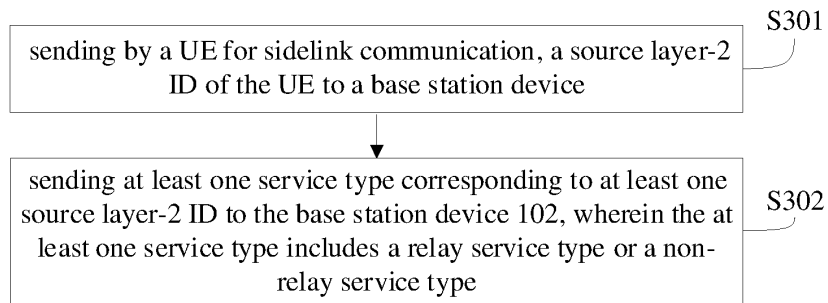 S301
sending by a UE for sidelink communication, a source layer-2
ID of the UE to a base station device
sending at least one service type corresponding to at least one
source layer-2 ID to the base station device 102, wherein the at
least one service type includes a relay service type or a non-
relay service type
S302